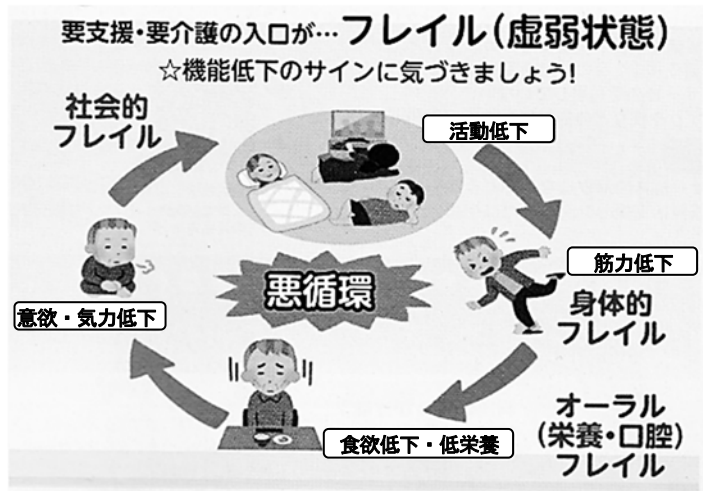 要支援・要介護の入口が…フレイル(虚弱状態)
☆機能低下のサインに気づきましょう!
社会的
フレイル
活動低下
筋力低下
身体的
フレイル
悪循環
意欲・気力低下
食欲低下・低栄養
オーラル
(栄養・口腔)
フレイル